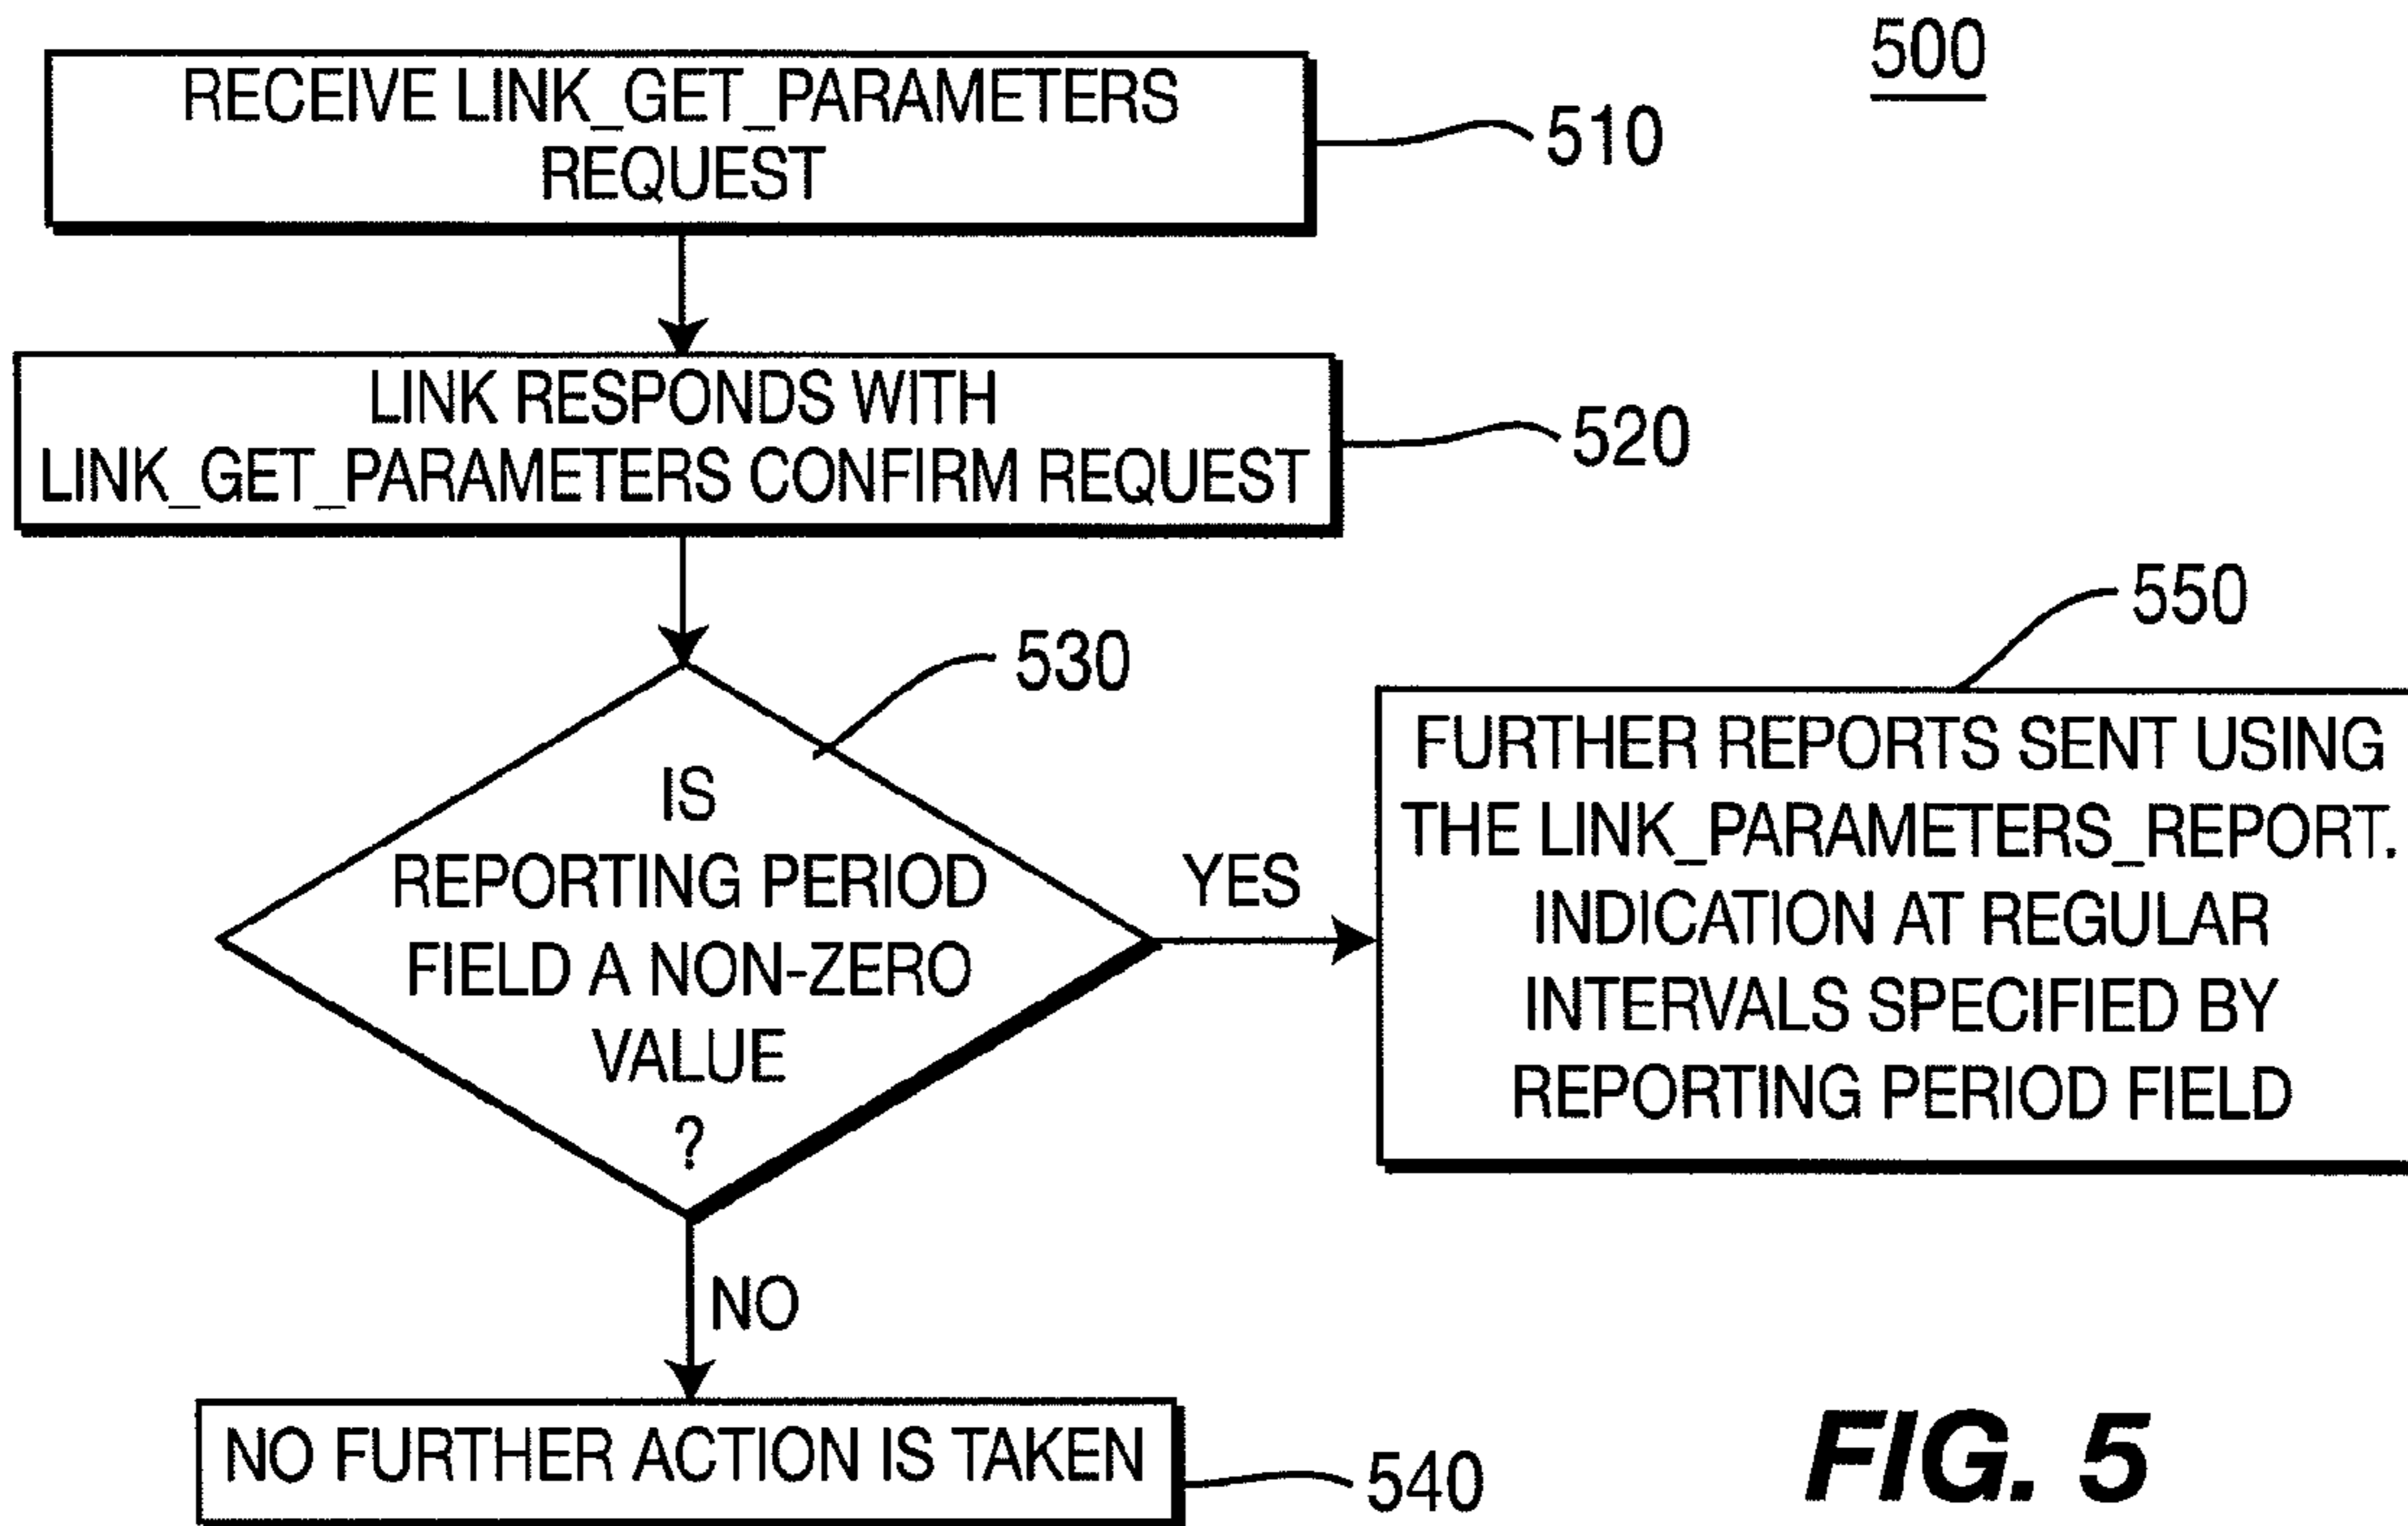 500
RECEIVE LINK_GET_PARAMETERS
REQUEST
510
LINK RESPONDS WITH
LINK_GET_PARAMETERS CONFIRM REQUEST
520
530
IS
REPORTING PERIOD
FIELD A NON-ZERO
VALUE
?
YES
550
FURTHER REPORTS SENT USING
THE LINK_PARAMETERS_REPORT.
INDICATION AT REGULAR
INTERVALS SPECIFIED BY
REPORTING PERIOD FIELD
NO
NO FURTHER ACTION IS TAKEN
540
FIG. 5